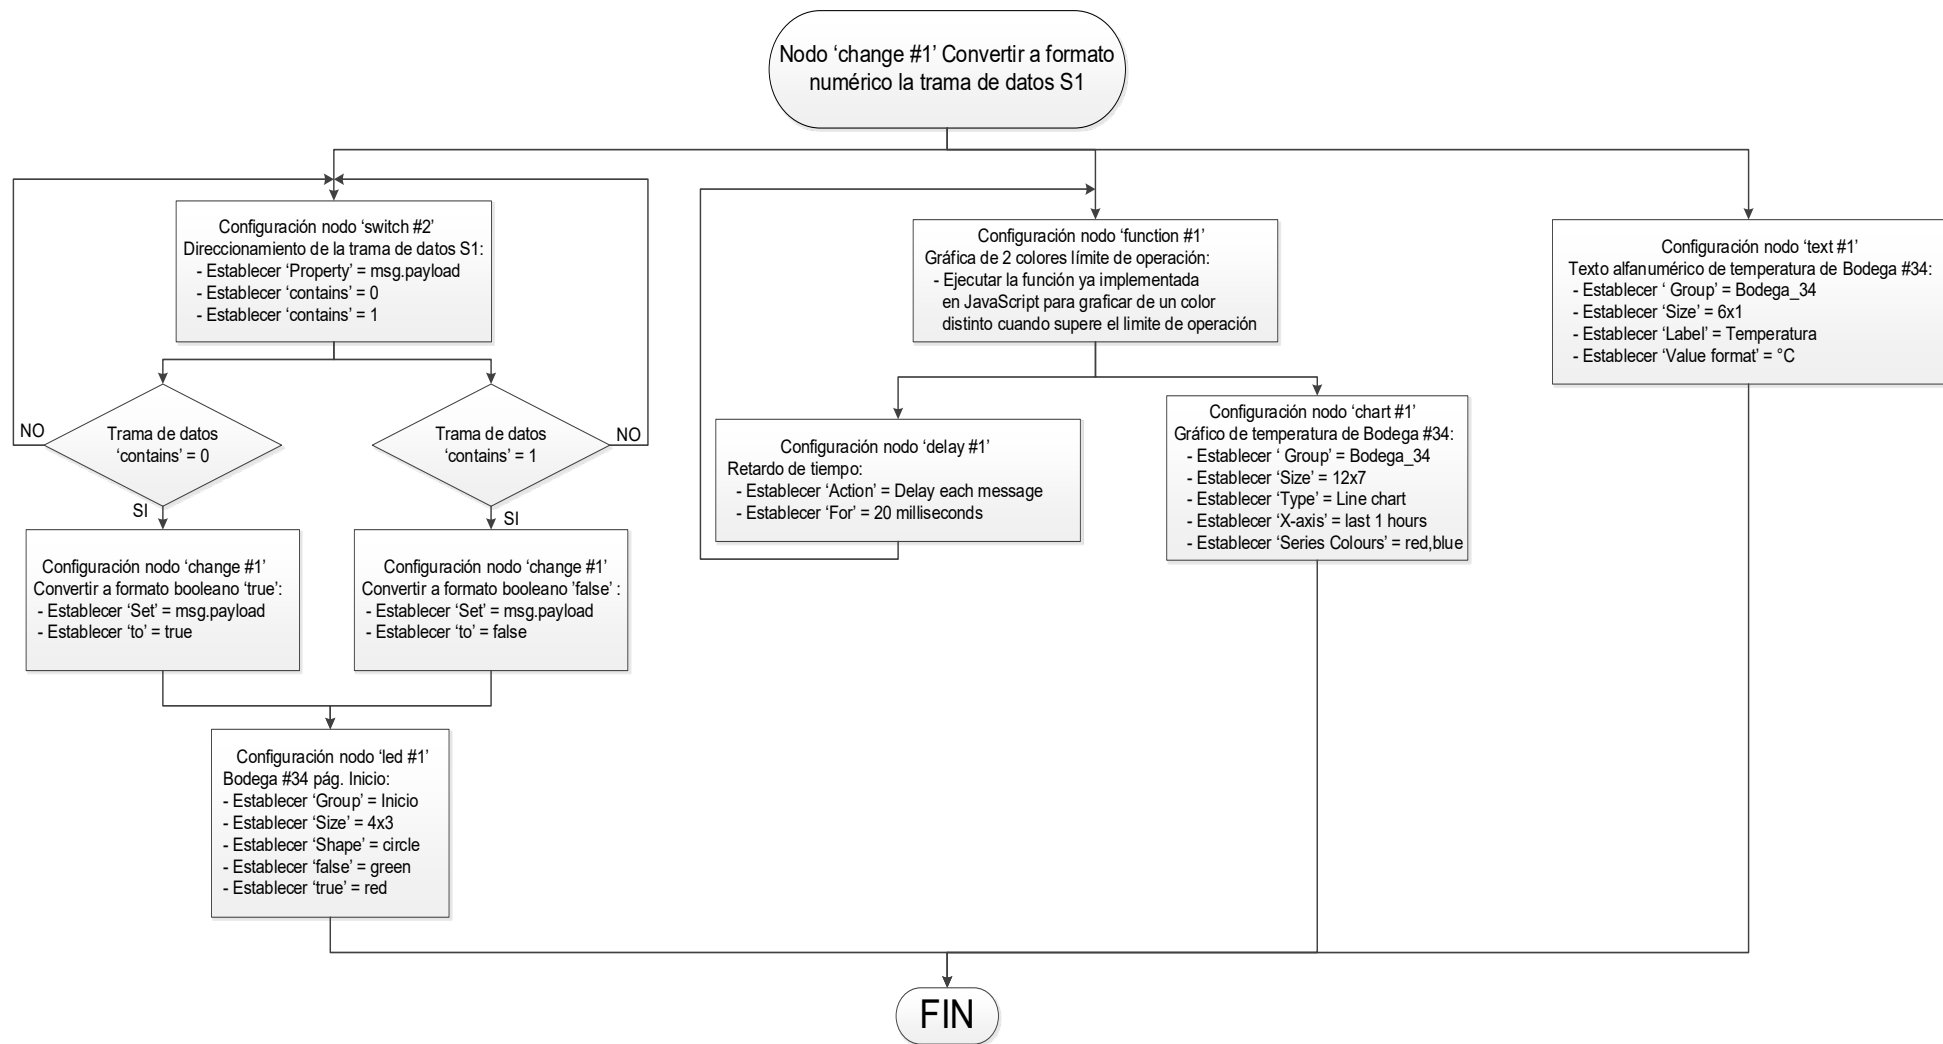 Nodo ‘change #1’ Convertir a formato
numérico la trama de datos S1
Configuración nodo ‘switch #2’
Direccionamiento de la trama de datos S1:
- Establecer ‘Property’ = msg.payload
- Establecer ‘contains’ = 0
- Establecer ‘contains’ = 1
Trama de datos
‘contains’ = 0
NO
SI
Trama de datos
‘contains’ = 1
NO
SI
Configuración nodo ‘change #1’
Convertir a formato booleano ‘true’:
- Establecer ‘Set’ = msg.payload
- Establecer ‘to’ = true
Configuración nodo ‘change #1’
Convertir a formato booleano ’false’ :
- Establecer ‘Set’ = msg.payload
- Establecer ‘to’ = false
Configuración nodo ‘led #1’
Bodega #34 pág. Inicio:
- Establecer ‘Group’ = Inicio
- Establecer ‘Size’ = 4x3
- Establecer ‘Shape’ = circle
- Establecer ‘false’ = green
- Establecer ‘true’ = red
Configuración nodo ‘function #1’
Gráfica de 2 colores límite de operación:
- Ejecutar la función ya implementada
en JavaScript para graficar de un color
distinto cuando supere el limite de operación
Configuración nodo ‘delay #1’
Retardo de tiempo:
- Establecer ‘Action’ = Delay each message
- Establecer ‘For’ = 20 milliseconds
Configuración nodo ‘chart #1’
Gráfico de temperatura de Bodega #34:
- Establecer ‘ Group’ = Bodega_34
- Establecer ‘Size’ = 12x7
- Establecer ‘Type’ = Line chart
- Establecer ‘X-axis’ = last 1 hours
- Establecer ‘Series Colours’ = red,blue
Configuración nodo ‘text #1’
Texto alfanumérico de temperatura de Bodega #34:
- Establecer ‘ Group’ = Bodega_34
- Establecer ‘Size’ = 6x1
- Establecer ‘Label’ = Temperatura
- Establecer ‘Value format’ = °C
FIN